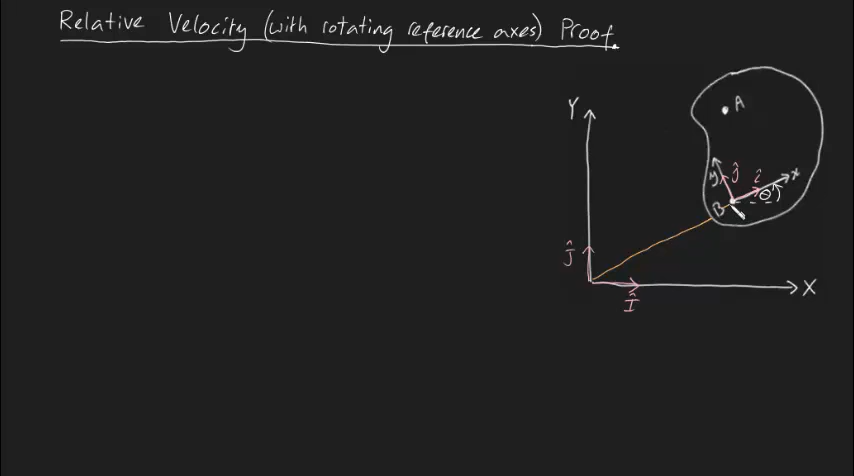 Relative Velocity (with rotating reference axes) Proof.
Y
A
y
ĵ
î
x
θ
B
Ĵ
Î
X